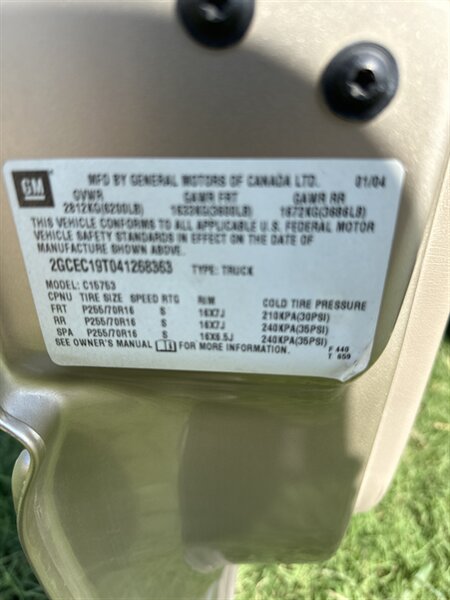 GM
MFD BY GENERAL MOTORS OF CANADA LTD. 01/04
GVWR GAWR FRT GAWR RR
2812KG(6200LB) 1633KG(3600LB) 1672KG(3686LB)
THIS VEHICLE CONFORMS TO ALL APPLICABLE U.S. FEDERAL MOTOR
VEHICLE SAFETY STANDARDS IN EFFECT ON THE DATE OF
MANUFACTURE SHOWN ABOVE.
2GCEC19T041258353 TYPE: TRUCK
MODEL: C15753
CPNU TIRE SIZE SPEED RTG RIM COLD TIRE PRESSURE
FRT P255/70R16 S 16X7J 210KPA(30PSI)
RR P255/70R16 S 16X7J 240KPA(35PSI)
SPA P255/70R16 S 16X6.5J 240KPA(35PSI)
SEE OWNER'S MANUAL FOR MORE INFORMATION.
F 440
T 659